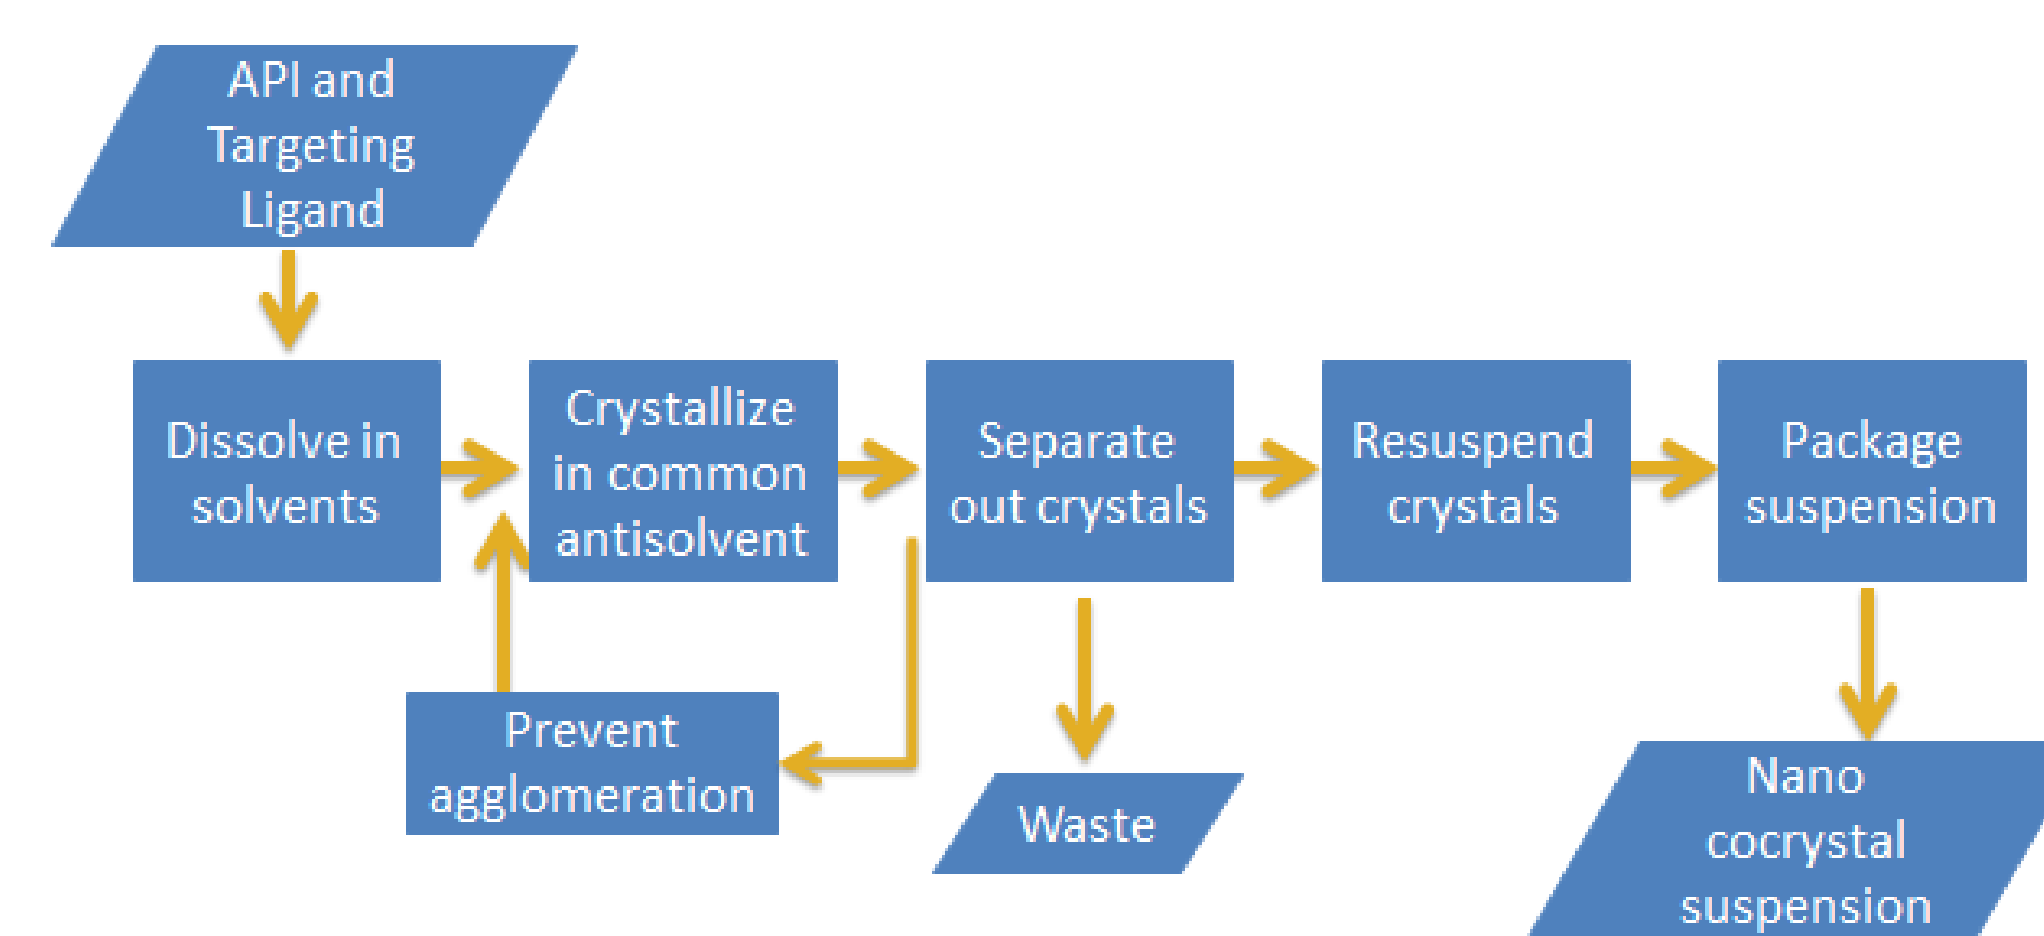 API and
Targeting
Ligand
Dissolve in
solvents
Crystallize
in common
antisolvent
Separate
out crystals
Resuspend
crystals
Package
suspension
Prevent
agglomeration
Waste
Nano
cocrystal
suspension